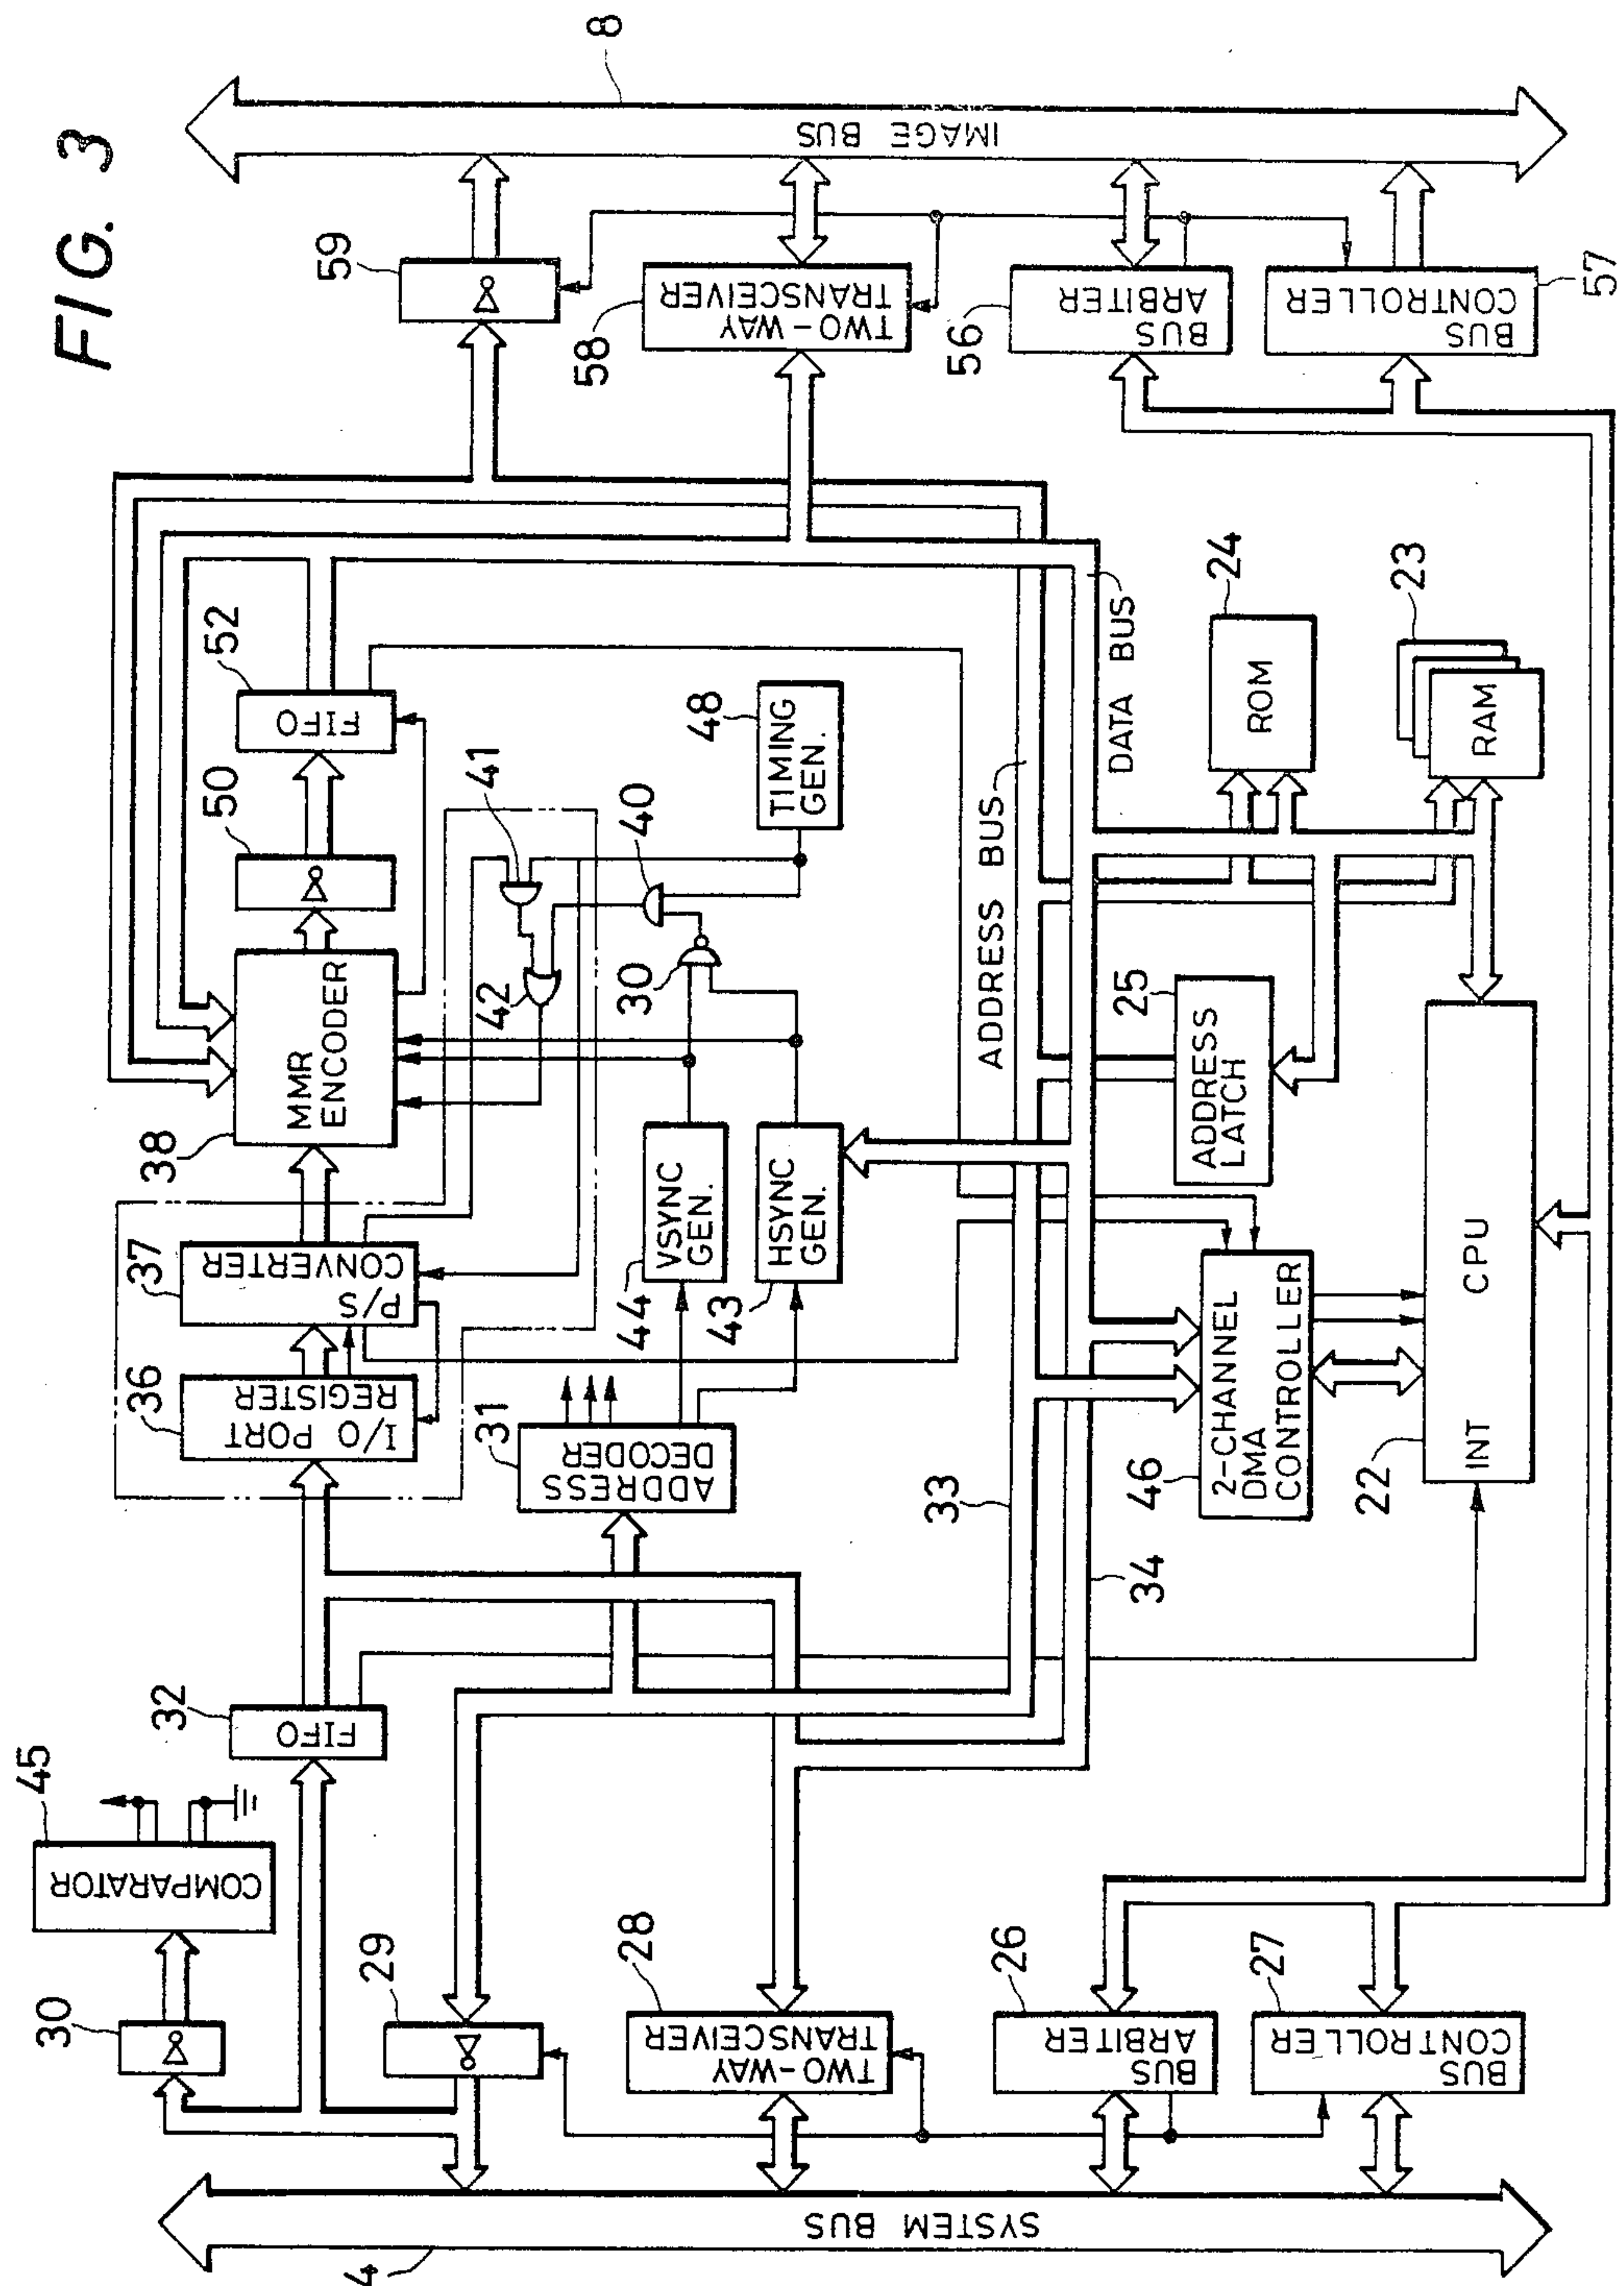 FIG. 3
45
COMPARATOR
30
32
FIFO
36
I/O PORT
REGISTER
37
P/S
CONVERTER
38
MMR
ENCODER
50
52
FIFO
59
8
IMAGE BUS
29
31
ADDRESS
DECODER
44
VSYNC
GEN.
43
HSYNC
GEN.
42
41
40
30
48
TIMING
GEN.
58
TWO-WAY
TRANSCEIVER
28
TWO-WAY
TRANSCEIVER
33
34
ADDRESS BUS
DATA BUS
56
BUS
ARBITER
57
BUS
CONTROLLER
26
BUS
ARBITER
27
BUS
CONTROLLER
46
2-CHANNEL
DMA
CONTROLLER
25
ADDRESS
LATCH
24
ROM
23
RAM
22
INT
CPU
4
SYSTEM BUS